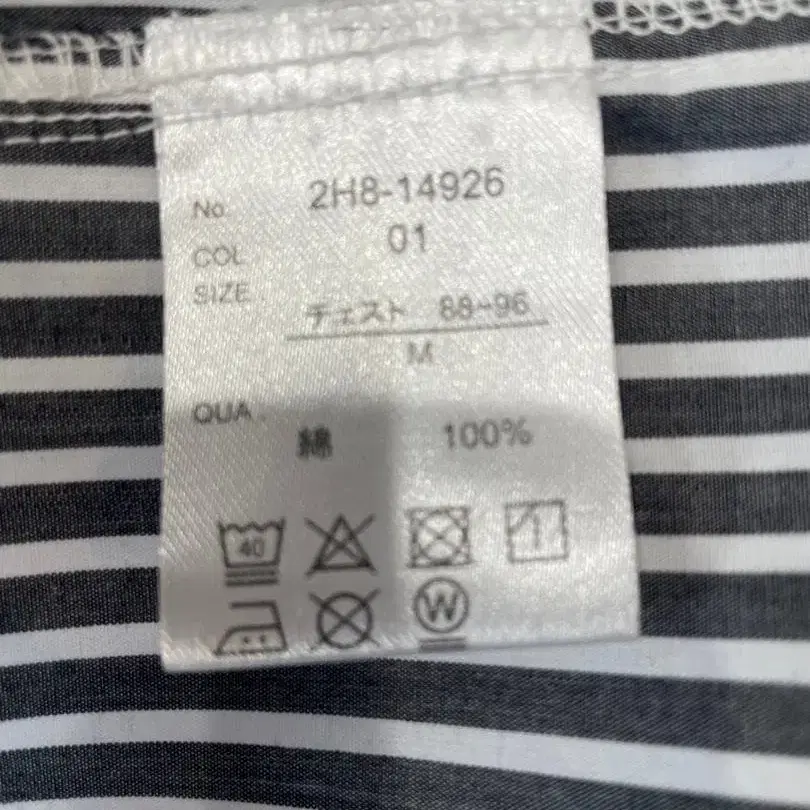 No. 2H8-14926
COL. 01
SIZE. チェスト 88-96
M
QUA. 綿 100%
40
W